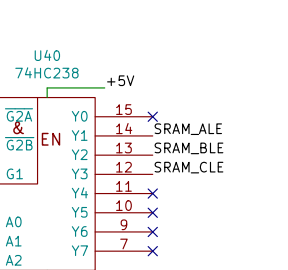 U40
74HC238
+5V
G2A
&
G2B
EN
G1
A0
A1
A2
Y0 15
Y1 14 SRAM_ALE
Y2 13 SRAM_BLE
Y3 12 SRAM_CLE
Y4 11
Y5 10
Y6 9
Y7 7